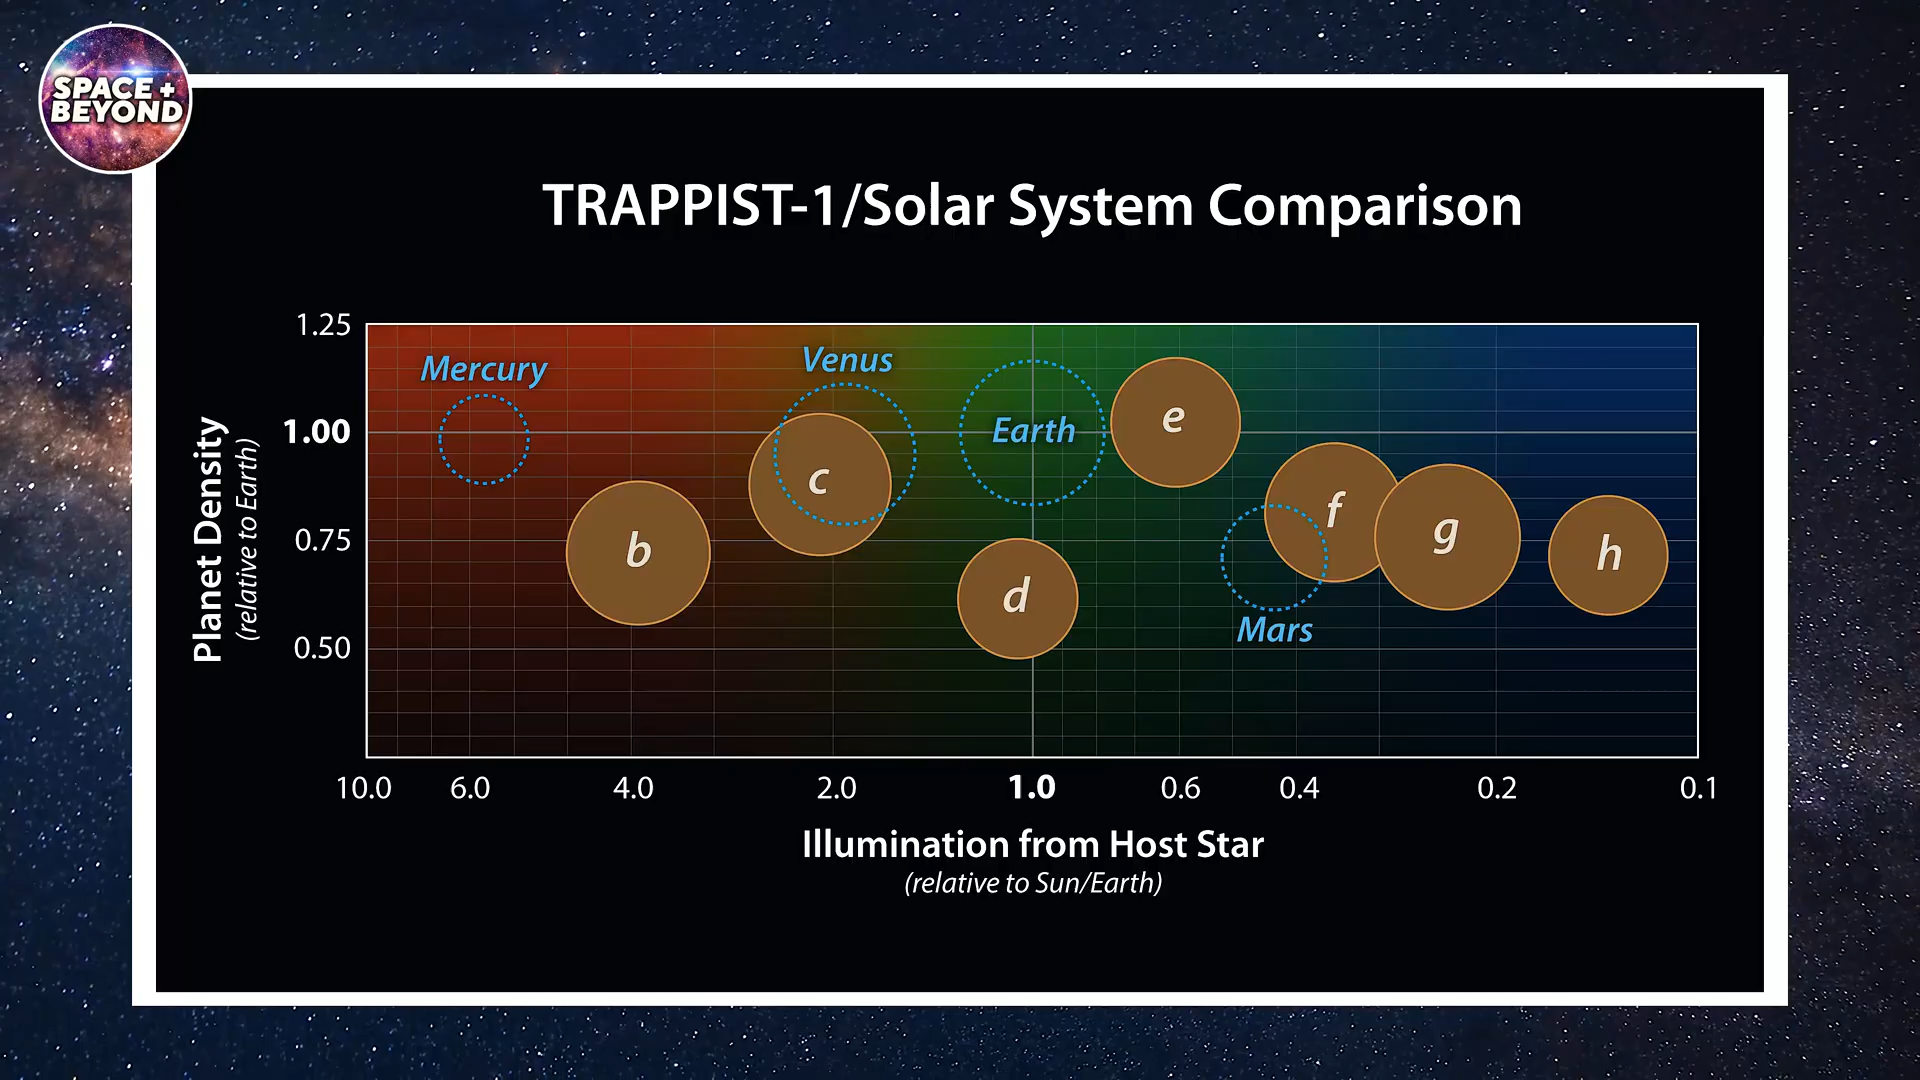 SPACE +
BEYOND
TRAPPIST-1/Solar System Comparison
Planet Density
(relative to Earth)
1.25
1.00
0.75
0.50
Mercury
Venus
Earth
Mars
b
c
d
e
f
g
h
10.0 6.0 4.0 2.0 1.0 0.6 0.4 0.2 0.1
Illumination from Host Star
(relative to Sun/Earth)